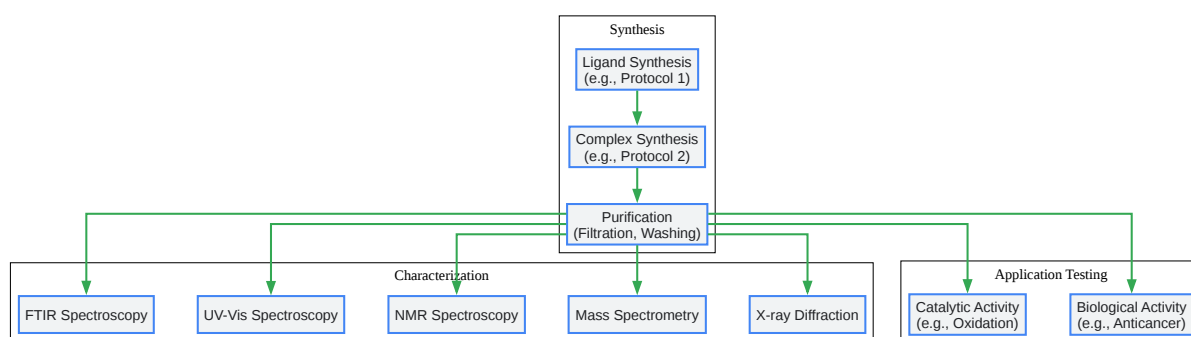 Synthesis
Ligand Synthesis
(e.g., Protocol 1)
Complex Synthesis
(e.g., Protocol 2)
Purification
(Filtration, Washing)
Characterization
FTIR Spectroscopy
UV-Vis Spectroscopy
NMR Spectroscopy
Mass Spectrometry
X-ray Diffraction
Application Testing
Catalytic Activity
(e.g., Oxidation)
Biological Activity
(e.g., Anticancer)